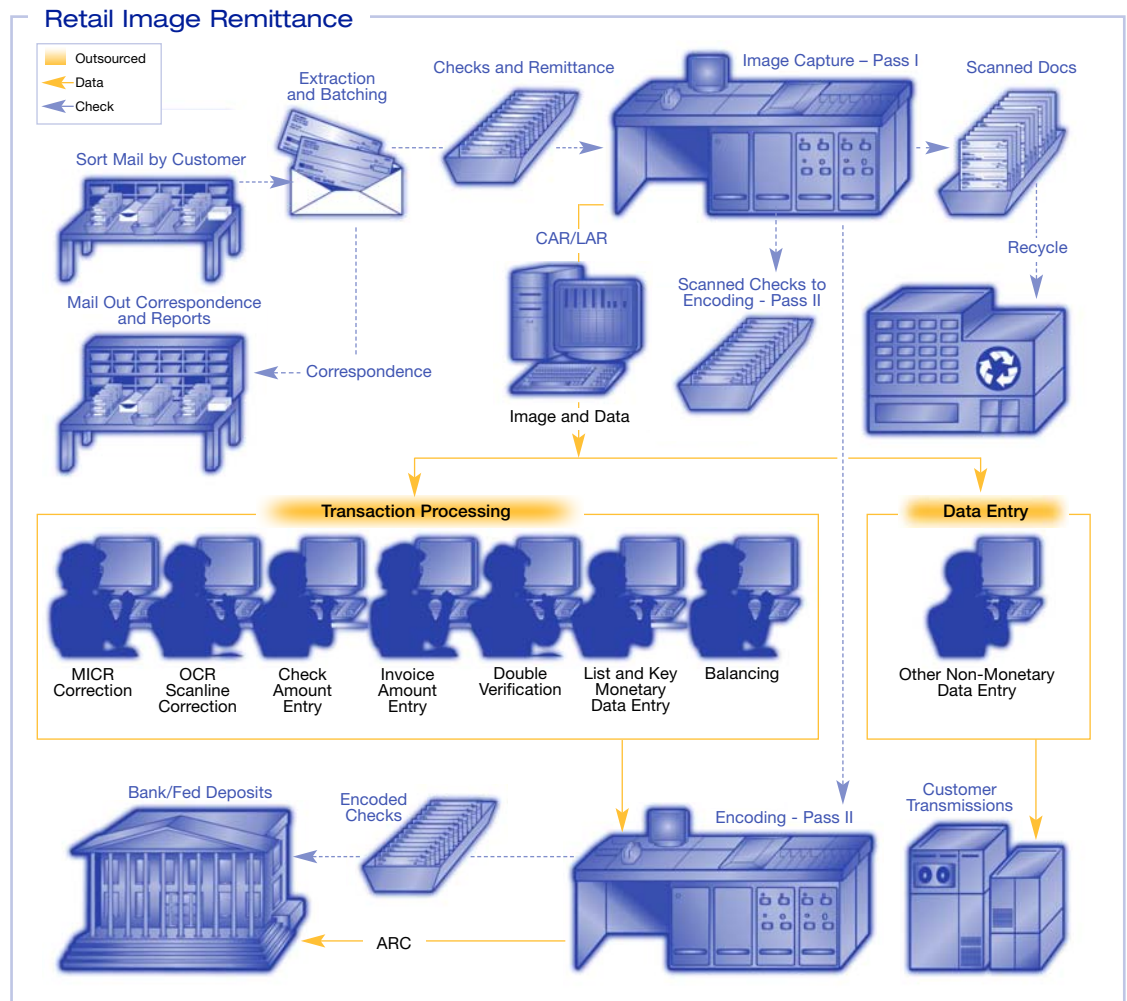 Retail Image Remittance
Outsourced
Data
Check
Sort Mail by Customer
Extraction
and Batching
Checks and Remittance
Image Capture – Pass I
Scanned Docs
Mail Out Correspondence
and Reports
Correspondence
CAR/LAR
Scanned Checks to
Encoding - Pass II
Recycle
Image and Data
Transaction Processing
Data Entry
MICR
Correction
OCR
Scanline
Correction
Check
Amount
Entry
Invoice
Amount
Entry
Double
Verification
List and Key
Monetary
Data Entry
Balancing
Other Non-Monetary
Data Entry
Bank/Fed Deposits
Encoded
Checks
Encoding - Pass II
Customer
Transmissions
ARC